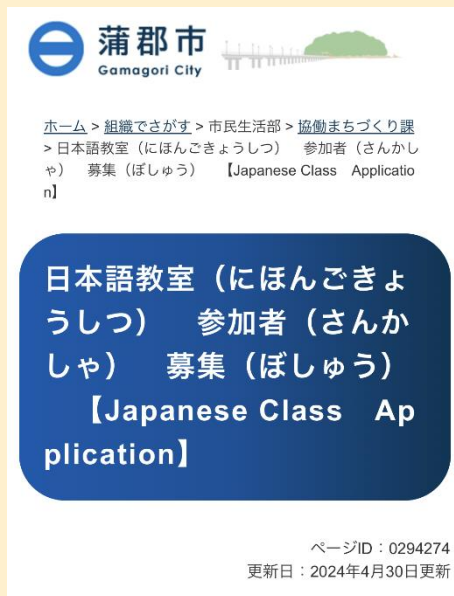 蒲郡市
Gamagori City
ホーム > 組織でさがす > 市民生活部 > 協働まちづくり課
> 日本語教室（にほんごきょうしつ）　参加者（さんかし
ゃ）　募集（ぼしゅう）　【Japanese Class　Applicatio
n】
日本語教室（にほんごきょ
うしつ）　参加者（さんか
しゃ）　募集（ぼしゅう）
【Japanese Class　Ap
plication】
ページID：0294274
更新日：2024年4月30日更新